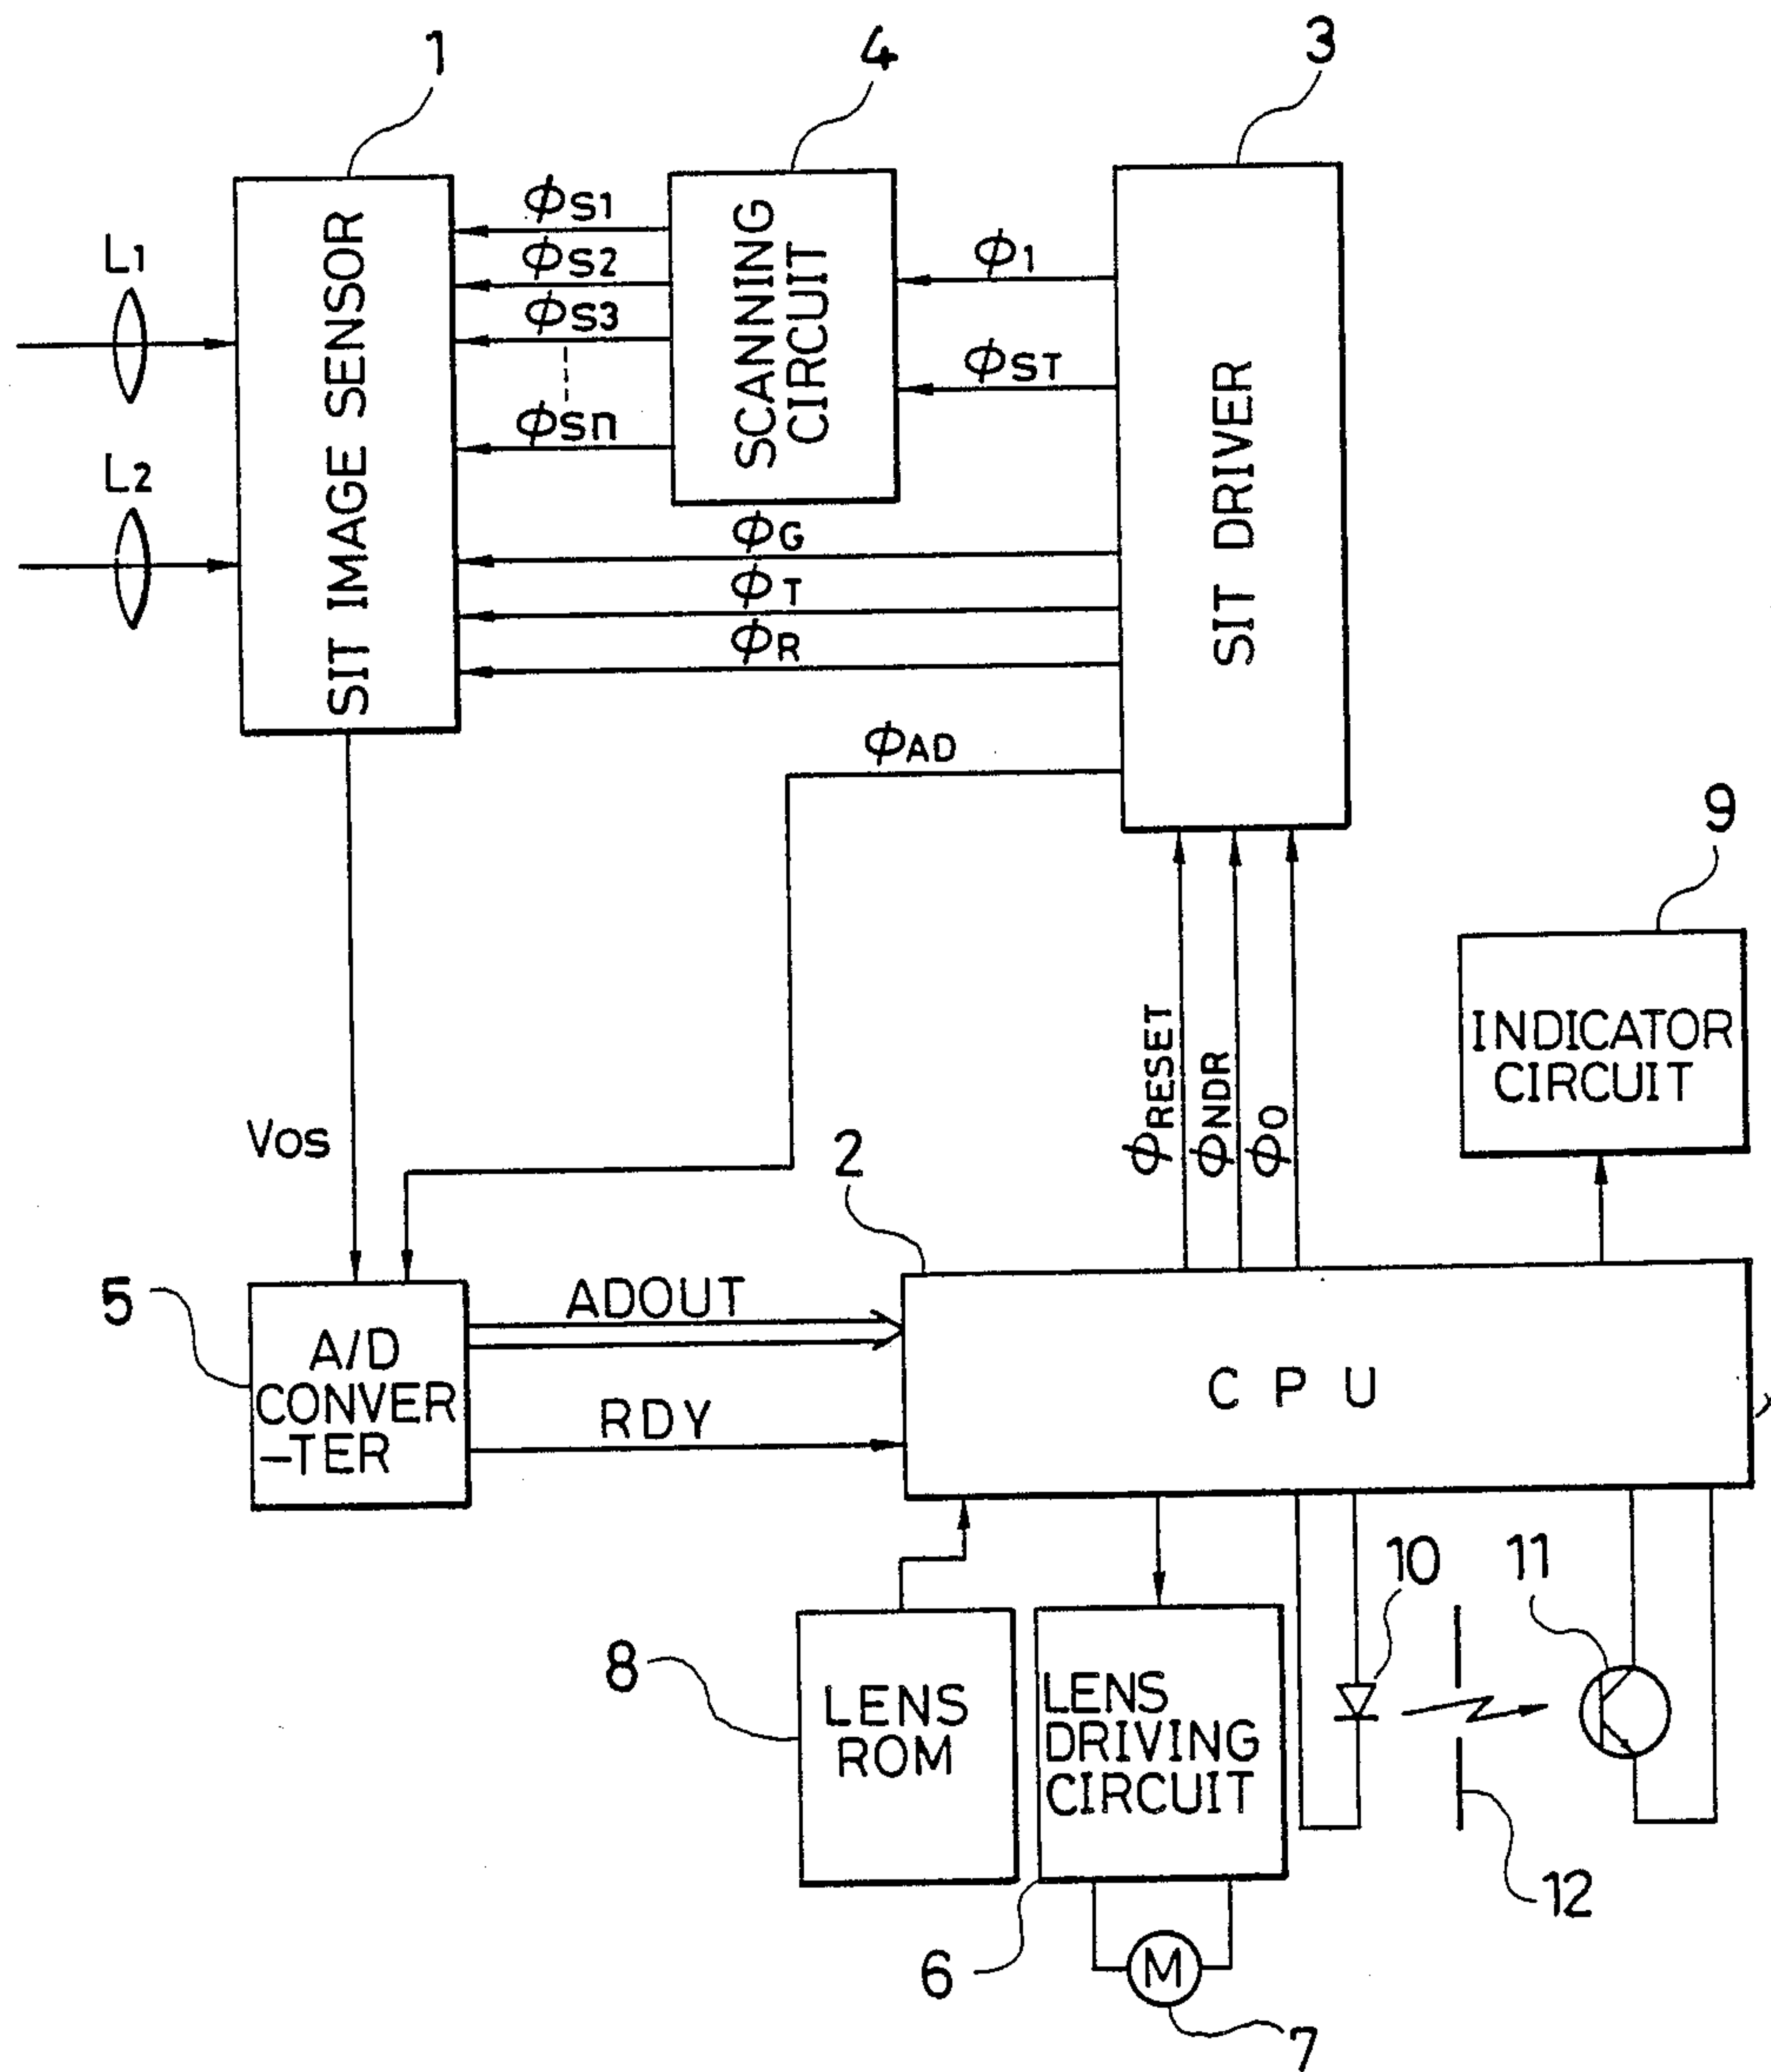 1
4
3
SIT IMAGE SENSOR
SCANNING
CIRCUIT
SIT DRIVER
L1
L2
ϕS1
ϕS2
ϕS3
ϕSn
ϕ1
ϕST
ϕG
ϕT
ϕR
ϕAD
9
INDICATOR
CIRCUIT
ϕRESET
ϕNDR
ϕO
VOS
2
5
A/D
CONVER
-TER
ADOUT
RDY
CPU
8
LENS
ROM
LENS
DRIVING
CIRCUIT
10
11
12
6
M
7